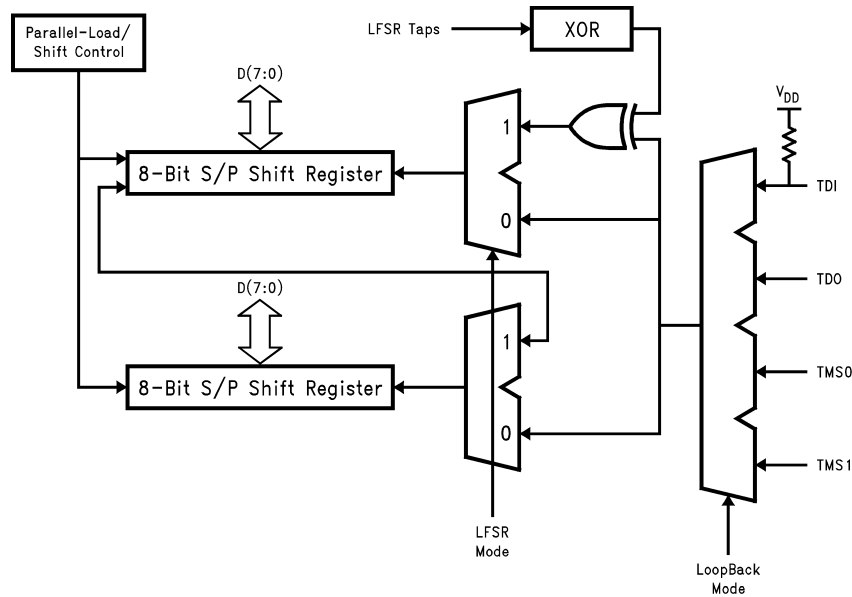 Parallel-Load/
Shift Control
LFSR Taps
XOR
D(7:0)
VDD
1
8-Bit S/P Shift Register
TDI
0
TDO
D(7:0)
1
TMS0
8-Bit S/P Shift Register
0
TMS1
LFSR
Mode
LoopBack
Mode